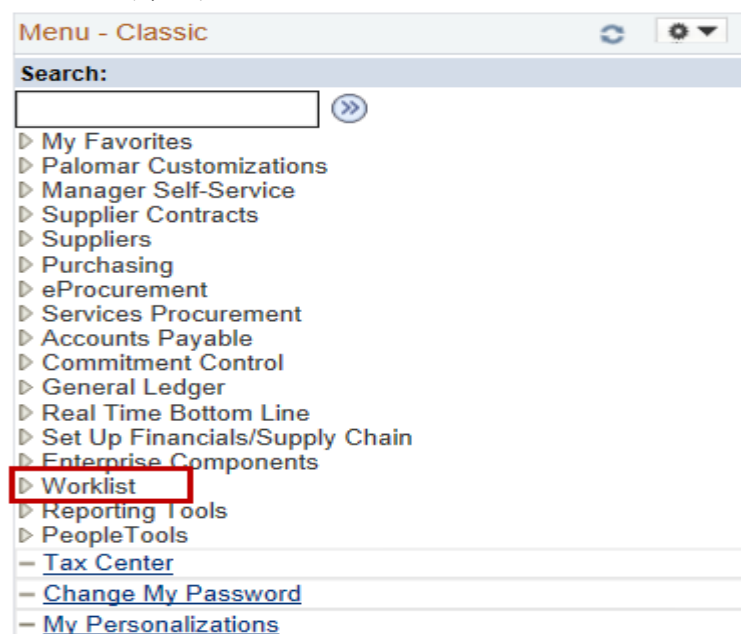 Menu - Classic
Search:
My Favorites
Palomar Customizations
Manager Self-Service
Supplier Contracts
Suppliers
Purchasing
eProcurement
Services Procurement
Accounts Payable
Commitment Control
General Ledger
Real Time Bottom Line
Set Up Financials/Supply Chain
Enterprise Components
Worklist
Reporting Tools
PeopleTools
Tax Center
Change My Password
My Personalizations